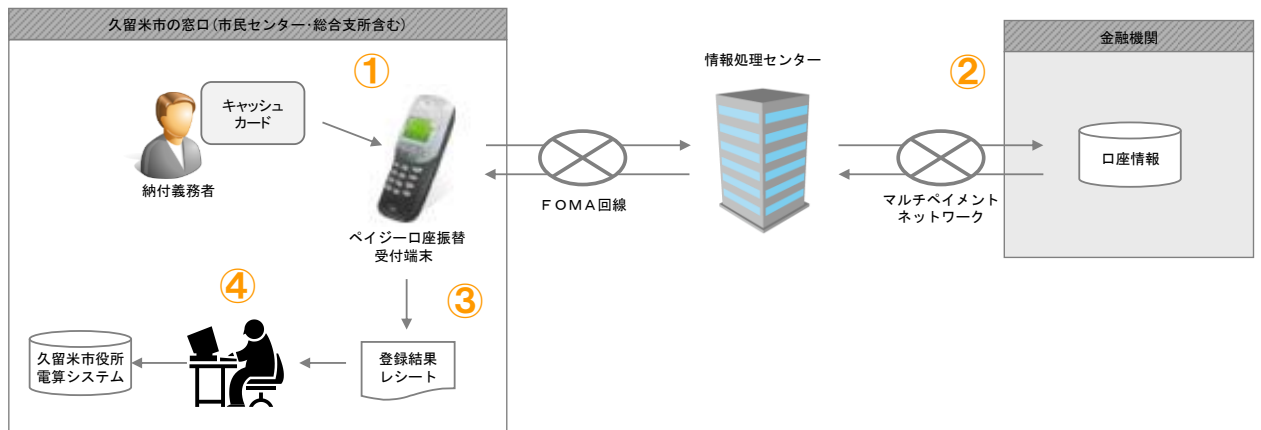 久留米市の窓口(市民センター・総合支所含む)
①
キャッシュ
カード
納付義務者
ペイジー口座振替
受付端末
FOMA回線
情報処理センター
②
マルチペイメント
ネットワーク
金融機関
口座情報
③
登録結果
レシート
④
久留米市役所
電算システム